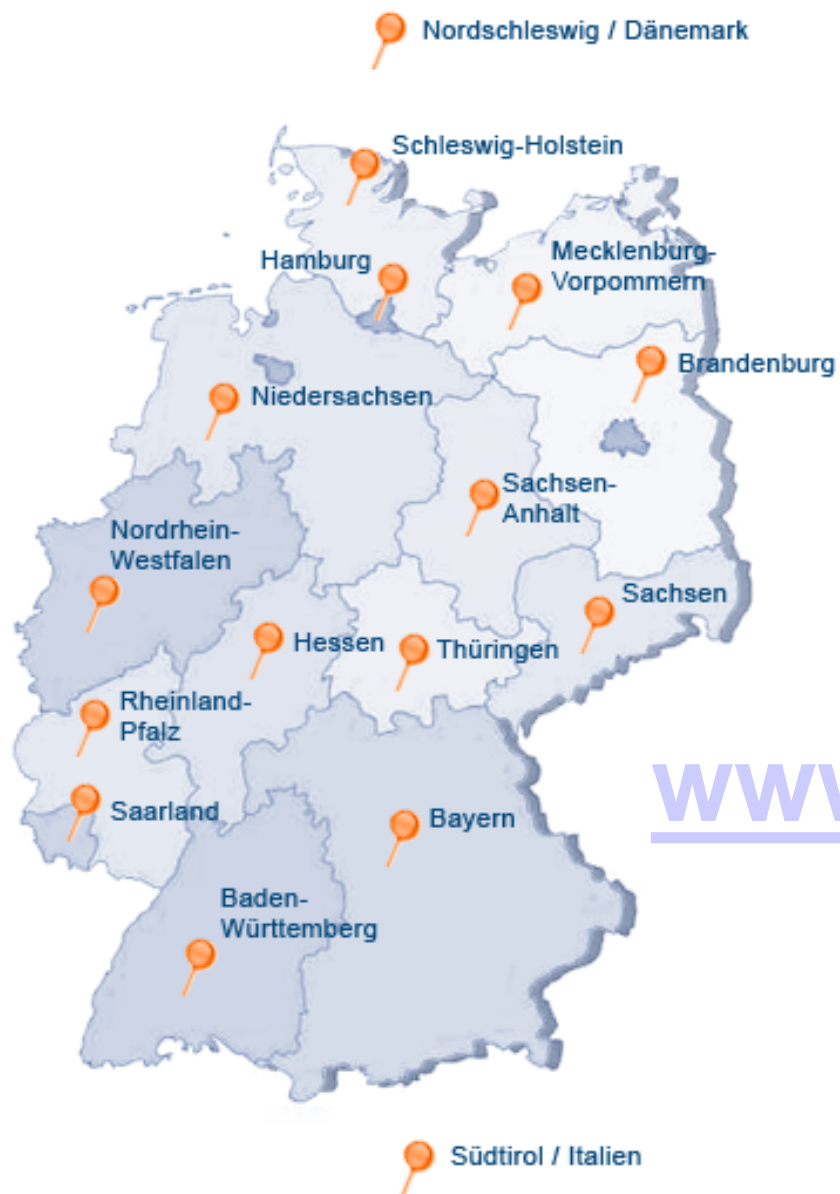 Nordschleswig / Dänemark
Schleswig-Holstein
Hamburg
Mecklenburg-
Vorpommern
Brandenburg
Niedersachsen
Sachsen-
Anhalt
Nordrhein-
Westfalen
Sachsen
Hessen
Thüringen
Rheinland-
Pfalz
Saarland
Bayern
Baden-
Württemberg
Südtirol / Italien